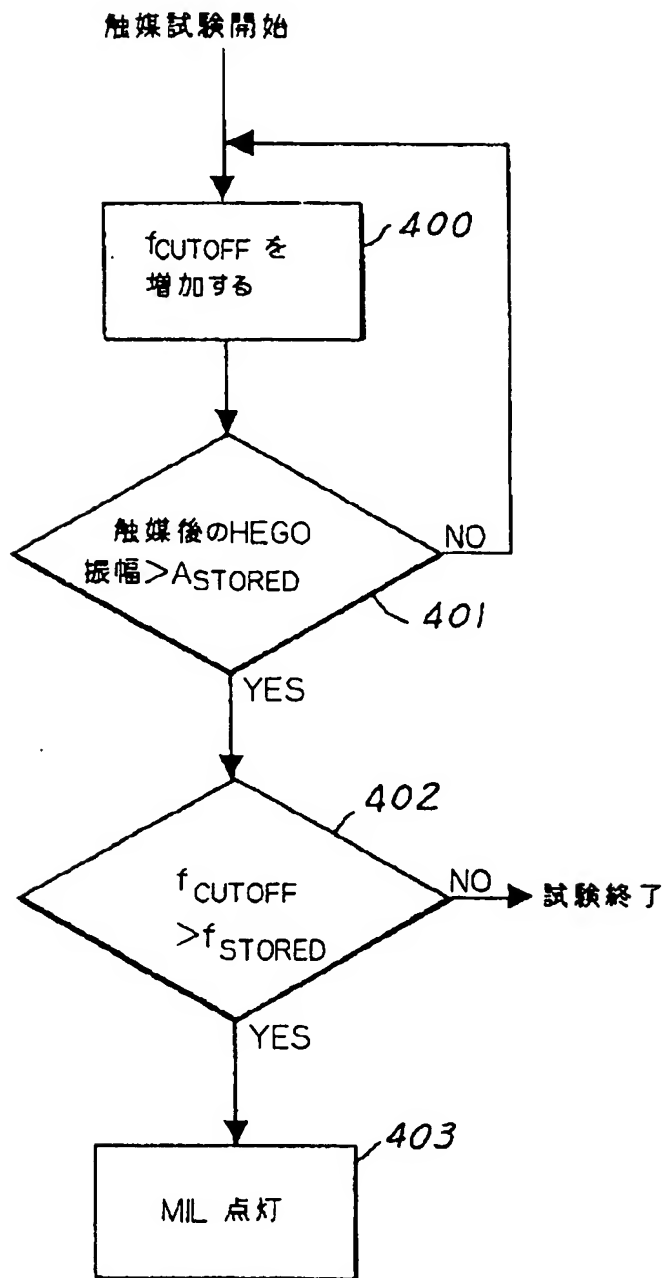 触媒試験開始
400
fCUTOFF を
増加する
触媒後のHEGO
振幅>ASTORED
NO
401
YES
402
fCUTOFF
>fSTORED
NO
試験終了
YES
403
MIL 点灯